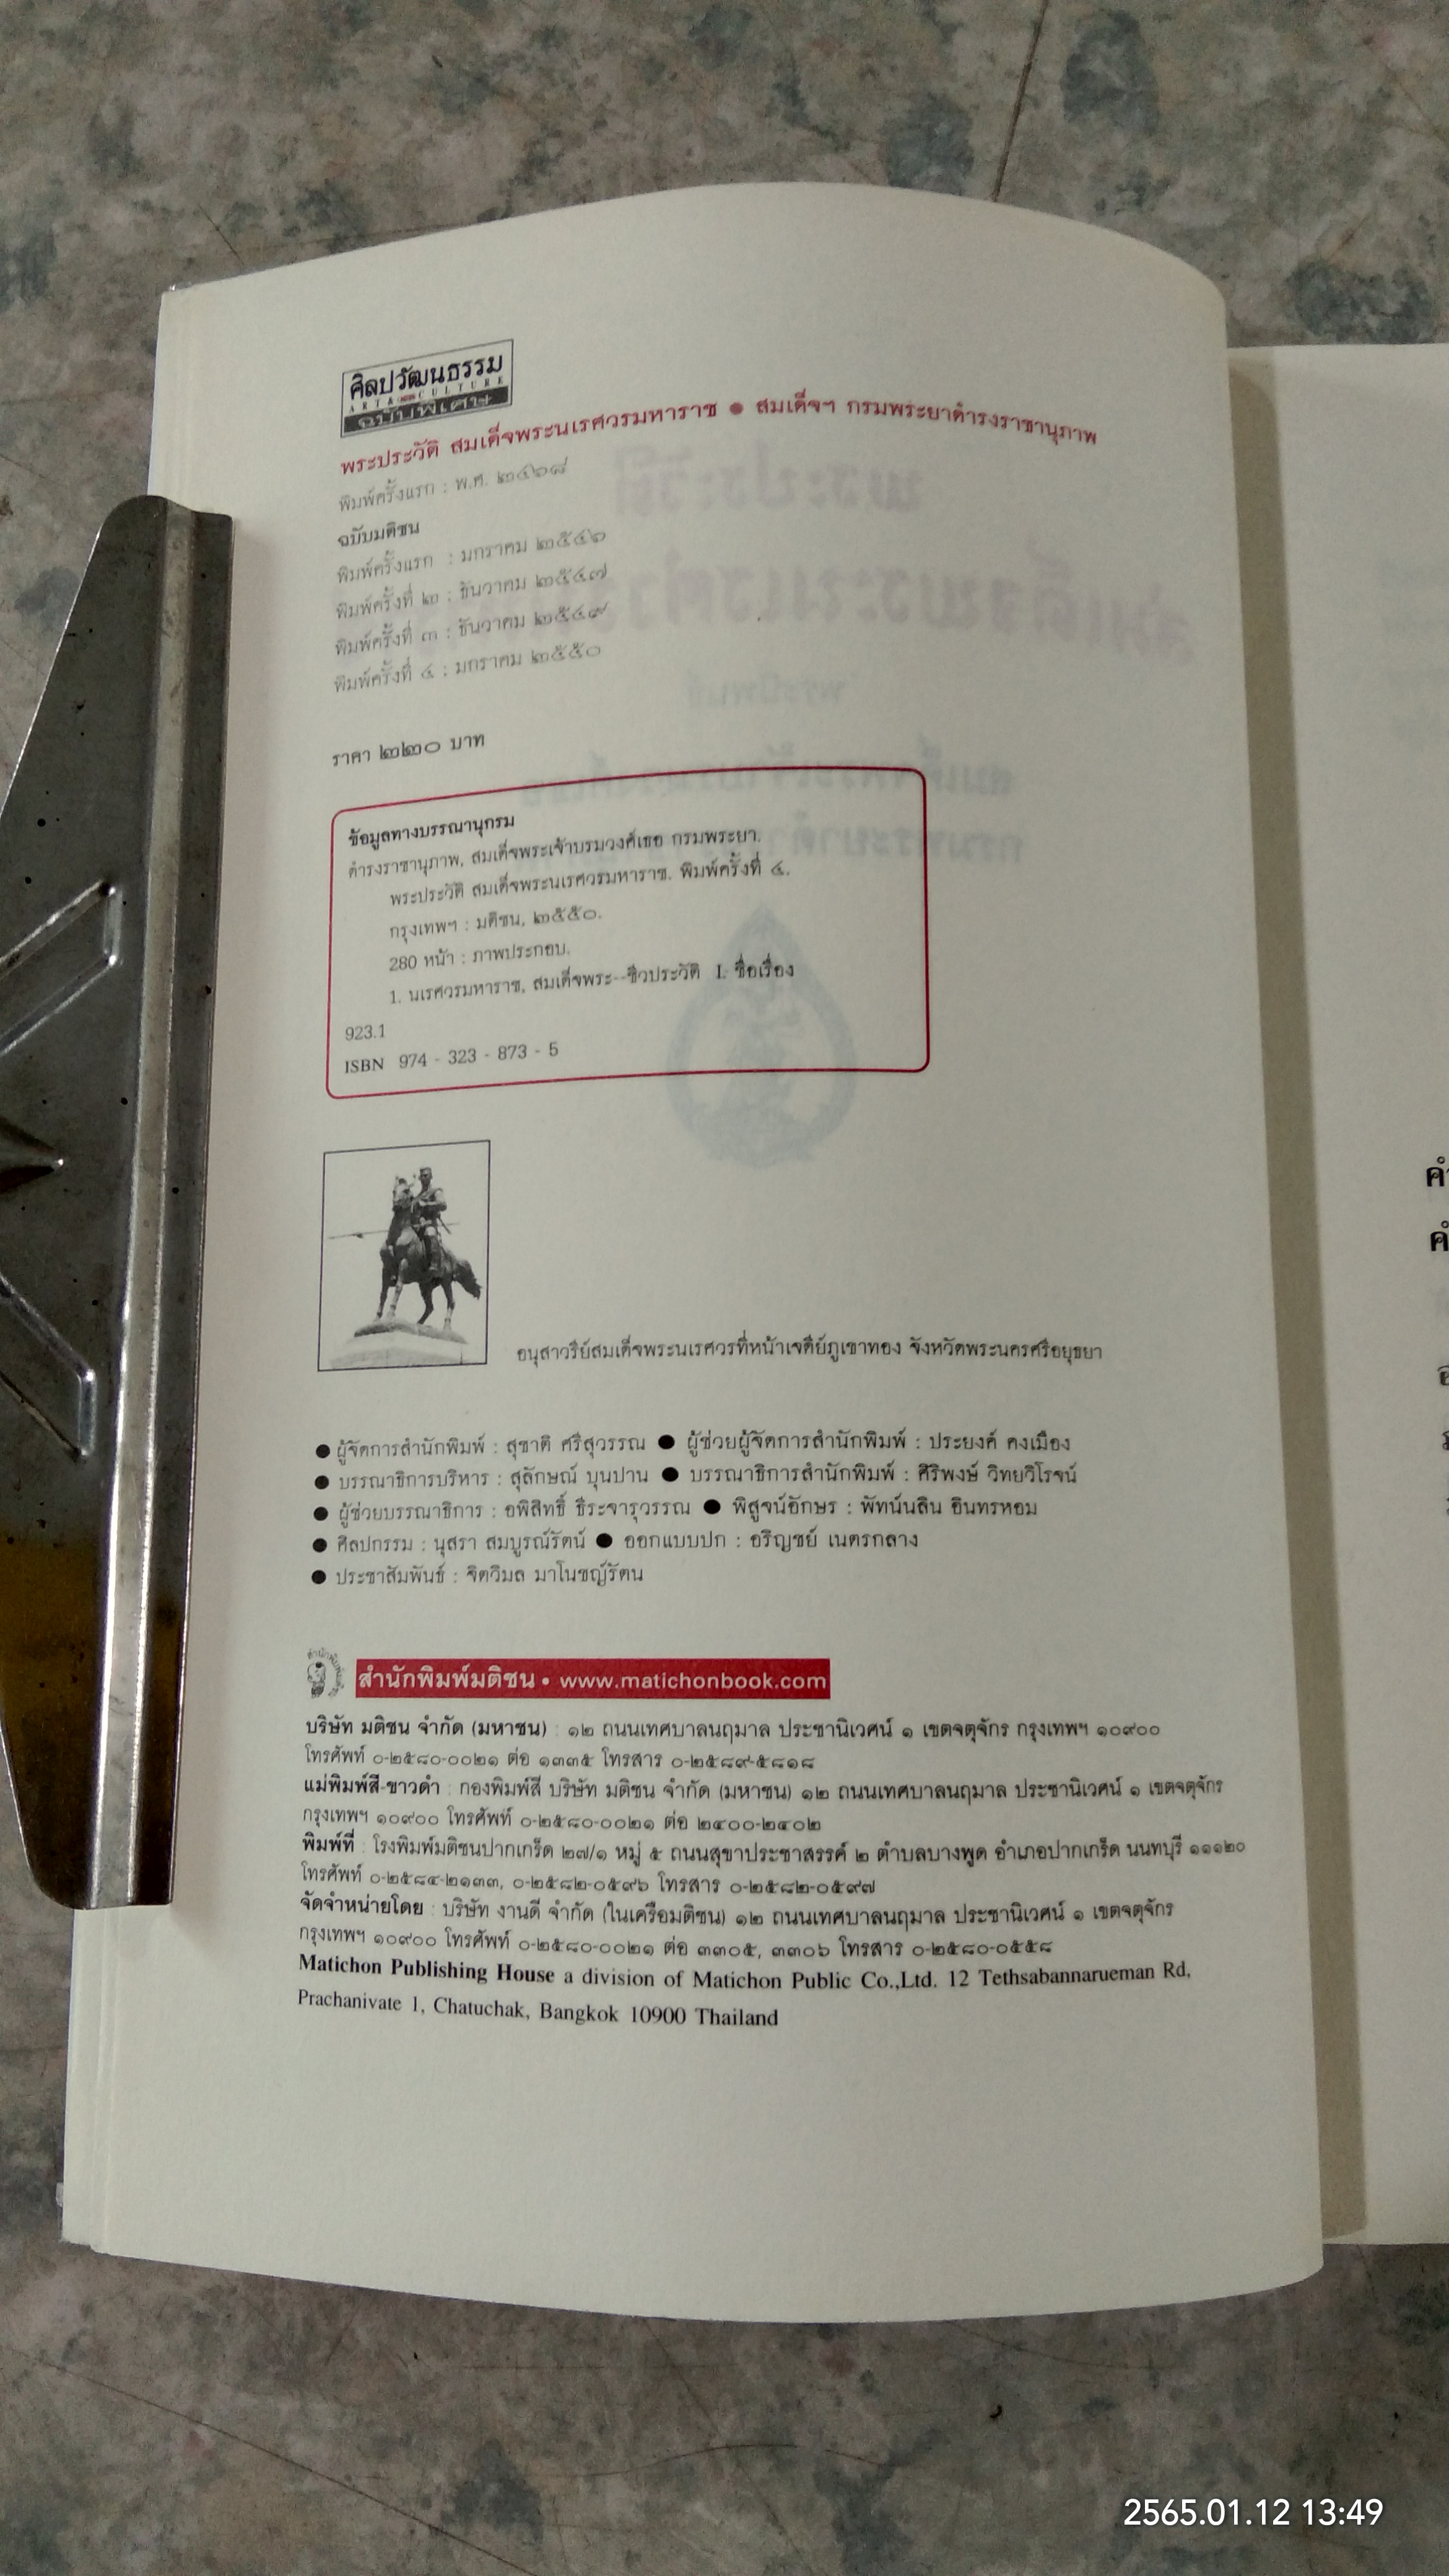 ศิลปวัฒนธรรม
ART & CULTURE
ฉบับพิเศษ
พระประวัติ สมเด็จพระนเรศวรมหาราช ● สมเด็จฯ กรมพระยาดำรงราชานุภาพ
พิมพ์ครั้งแรก : พ.ศ.
ฉบับมติชน
พิมพ์ครั้งแรก : มกราคม ๒๕๔๖
พิมพ์ครั้งที่ ๒ : ธันวาคม ๒๕๔๗
พิมพ์ครั้งที่ ๓ : ธันวาคม ๒๕๔๙
พิมพ์ครั้งที่ ๔ : มกราคม ๒๕๕๐
ราคา ๒๒๐ บาท
ข้อมูลทางบรรณานุกรม
ดำรงราชานุภาพ, สมเด็จพระเจ้าบรมวงศ์เธอ กรมพระยา.
พระประวัติ สมเด็จพระนเรศวรมหาราช. พิมพ์ครั้งที่ ๔.
กรุงเทพฯ : มติชน, ๒๕๕๐.
280 หน้า : ภาพประกอบ.
1. นเรศวรมหาราช, สมเด็จพระ--ชีวประวัติ I. ชื่อเรื่อง
923.1
ISBN 974 - 323 - 873 - 5
อนุสาวรีย์สมเด็จพระนเรศวรที่หน้าเจดีย์ภูเขาทอง จังหวัดพระนครศรีอยุธยา
● ผู้จัดการสำนักพิมพ์ : สุชาติ ศรีสุวรรณ ● ผู้ช่วยผู้จัดการสำนักพิมพ์ : ประยงค์ คงเมือง
● บรรณาธิการบริหาร : สุลักษณ์ บุนปาน ● บรรณาธิการสำนักพิมพ์ : ศิริพงษ์ วิทยวิโรจน์
● ผู้ช่วยบรรณาธิการ : อพิสิทธิ์ ธีระจารุวรรณ ● พิสูจน์อักษร : พัทน์นลิน อินทรหอม
● ศิลปกรรม : นุสรา สมบูรณ์รัตน์ ● ออกแบบปก : อริญชย์ เนตรกลาง
● ประชาสัมพันธ์ : จิตวิมล มาโนชญ์รัตน
สำนักพิมพ์มติชน • www.matichonbook.com
บริษัท มติชน จำกัด (มหาชน) : ๑๒ ถนนเทศบาลนฤมาล ประชานิเวศน์ ๑ เขตจตุจักร กรุงเทพฯ ๑๐๙๐๐
โทรศัพท์ ๐-๒๕๘๐-๐๐๒๑ ต่อ ๑๓๓๕ โทรสาร ๐-๒๕๘๙-๕๘๑๘
แม่พิมพ์สี-ขาวดำ : กองพิมพ์สี บริษัท มติชน จำกัด (มหาชน) ๑๒ ถนนเทศบาลนฤมาล ประชานิเวศน์ ๑ เขตจตุจักร
กรุงเทพฯ ๑๐๙๐๐ โทรศัพท์ ๐-๒๕๘๐-๐๐๒๑ ต่อ ๒๔๐๐-๒๔๐๒
พิมพ์ที่ : โรงพิมพ์มติชนปากเกร็ด ๒๗/๑ หมู่ ๕ ถนนสุขาประชาสรรค์ ๒ ตำบลบางพูด อำเภอปากเกร็ด นนทบุรี ๑๑๑๒๐
โทรศัพท์ ๐-๒๕๘๔-๒๑๓๓, ๐-๒๕๘๒-๐๕๙๖ โทรสาร ๐-๒๕๘๒-๐๕๙๗
จัดจำหน่ายโดย : บริษัท งานดี จำกัด (ในเครือมติชน) ๑๒ ถนนเทศบาลนฤมาล ประชานิเวศน์ ๑ เขตจตุจักร
กรุงเทพฯ ๑๐๙๐๐ โทรศัพท์ ๐-๒๕๘๐-๐๐๒๑ ต่อ ๓๓๐๕, ๓๓๐๖ โทรสาร ๐-๒๕๘๐-๐๕๕๘
Matichon Publishing House a division of Matichon Public Co.,Ltd. 12 Tethsabannarueman Rd,
Prachanivate 1, Chatuchak, Bangkok 10900 Thailand
2565.01.12 13:49